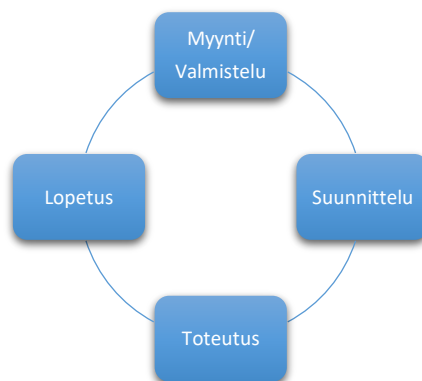 Myynti/
Valmistelu
Suunnittelu
Toteutus
Lopetus